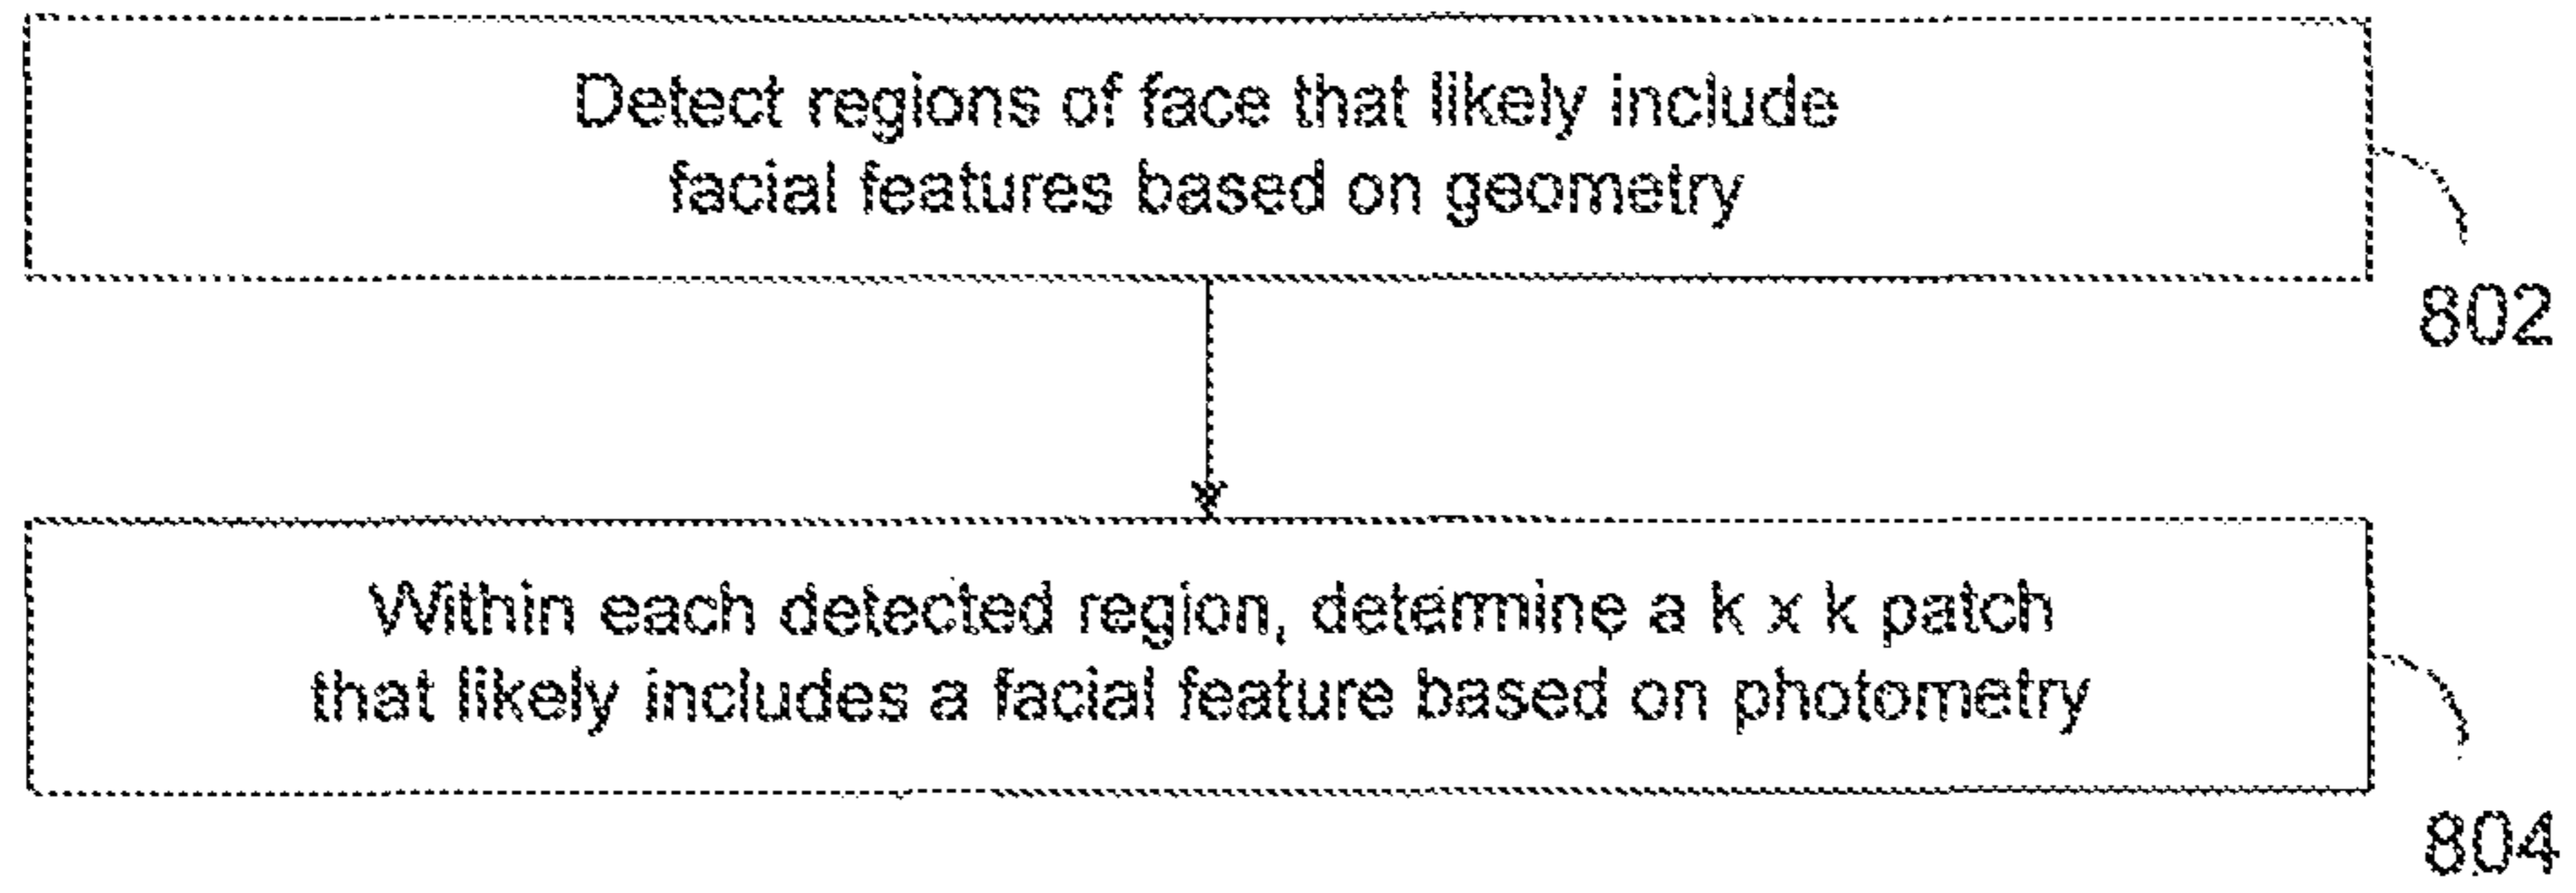 Detect regions of face that likely include
facial features based on geometry
802
Within each detected region, determine a k x k patch
that likely includes a facial feature based on photometry
804